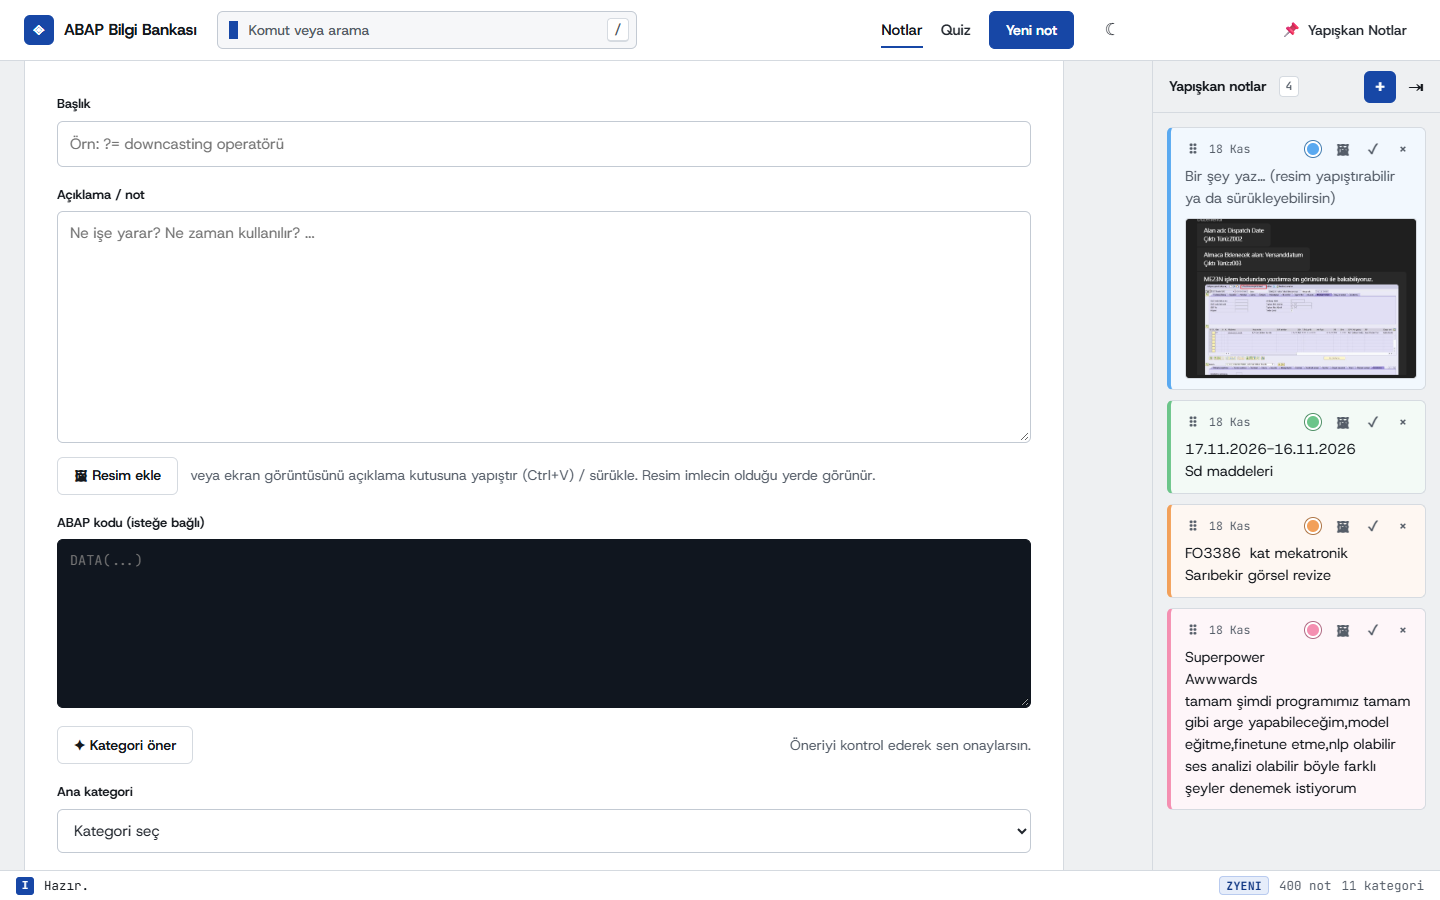 ABAP Bilgi Bankası
Komut veya arama
/
Notlar
Quiz
Yeni not
Yapışkan Notlar
Başlık
Örn: ?= downcasting operatörü
Açıklama / not
Ne işe yarar? Ne zaman kullanılır? ...
Resim ekle
veya ekran görüntüsünü açıklama kutusuna yapıştır (Ctrl+V) / sürükle. Resim imlecin olduğu yerde görünür.
ABAP kodu (isteğe bağlı)
DATA(...)
Kategori öner
Öneriyi kontrol ederek sen onaylarsın.
Ana kategori
Kategori seç
Yapışkan notlar
4
+
18 Kas
Bir şey yaz… (resim yapıştırabilir
ya da sürükleyebilirsin)
Alan adı: Dispatch Date
18 Kas
17.11.2026-16.11.2026
Sd maddeleri
18 Kas
FO3386  kat mekatronik
Sarıbekir görsel revize
18 Kas
Superpower
Awwwards
tamam şimdi programımız tamam
gibi arge yapabileceğim,model
eğitme,finetune etme,nlp olabilir
ses analizi olabilir böyle farklı
şeyler denemek istiyorum
I
Hazır.
ZYENI
400 not
11 kategori